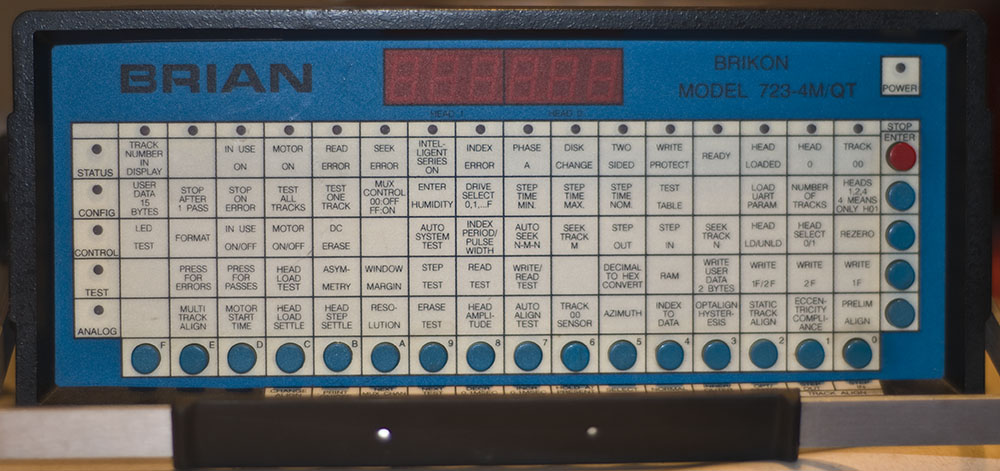 BRIAN
BRIKON
MODEL 723-4M/QT
POWER
HEAD 1 HEAD 0
STOP
TRACK NUMBER IN DISPLAY
IN USE ON
MOTOR ON
READ ERROR
SEEK ERROR
INTEL-LIGENT SERIES ON
INDEX ERROR
PHASE A
DISK CHANGE
TWO SIDED
WRITE PROTECT
READY
HEAD LOADED
HEAD 0
TRACK 00
ENTER
STATUS
USER DATA 15 BYTES
STOP AFTER 1 PASS
STOP ON ERROR
TEST ALL TRACKS
TEST ONE TRACK
MUX CONTROL 00:OFF FF:ON
ENTER HUMIDITY
DRIVE SELECT 0,1,..F
STEP TIME MIN.
STEP TIME MAX.
STEP TIME NOM.
TEST TABLE
LOAD UART PARAM.
NUMBER OF TRACKS
HEADS 1,2,4 4 MEANS ONLY H01
CONFIG
LED TEST
FORMAT
IN USE ON/OFF
MOTOR ON/OFF
DC ERASE
AUTO SYSTEM TEST
INDEX PERIOD/ PULSE WIDTH
AUTO SEEK N-M-N
SEEK TRACK M
STEP OUT
STEP IN
SEEK TRACK N
HEAD LD/UNLD
HEAD SELECT 0/1
REZERO
CONTROL
PRESS FOR ERRORS
PRESS FOR PASSES
HEAD LOAD TEST
ASYM-METRY
WINDOW MARGIN
STEP TEST
READ TEST
WRITE/ READ TEST
DECIMAL TO HEX CONVERT
RAM
WRITE USER DATA 2 BYTES
WRITE 1F/2F
WRITE 2F
WRITE 1F
TEST
MULTI TRACK ALIGN
MOTOR START TIME
HEAD LOAD SETTLE
HEAD STEP SETTLE
RESO-LUTION
ERASE TEST
HEAD AMPLI-TUDE
AUTO ALIGN TEST
TRACK 00 SENSOR
AZIMUTH
INDEX TO DATA
OPTALIGN HYSTER-ESIS
STATIC TRACK ALIGN
ECCEN-TRICITY COMPLI-ANCE
PRELIM ALIGN
ANALOG
F E D C B A 9 8 7 6 5 4 3 2 1 0